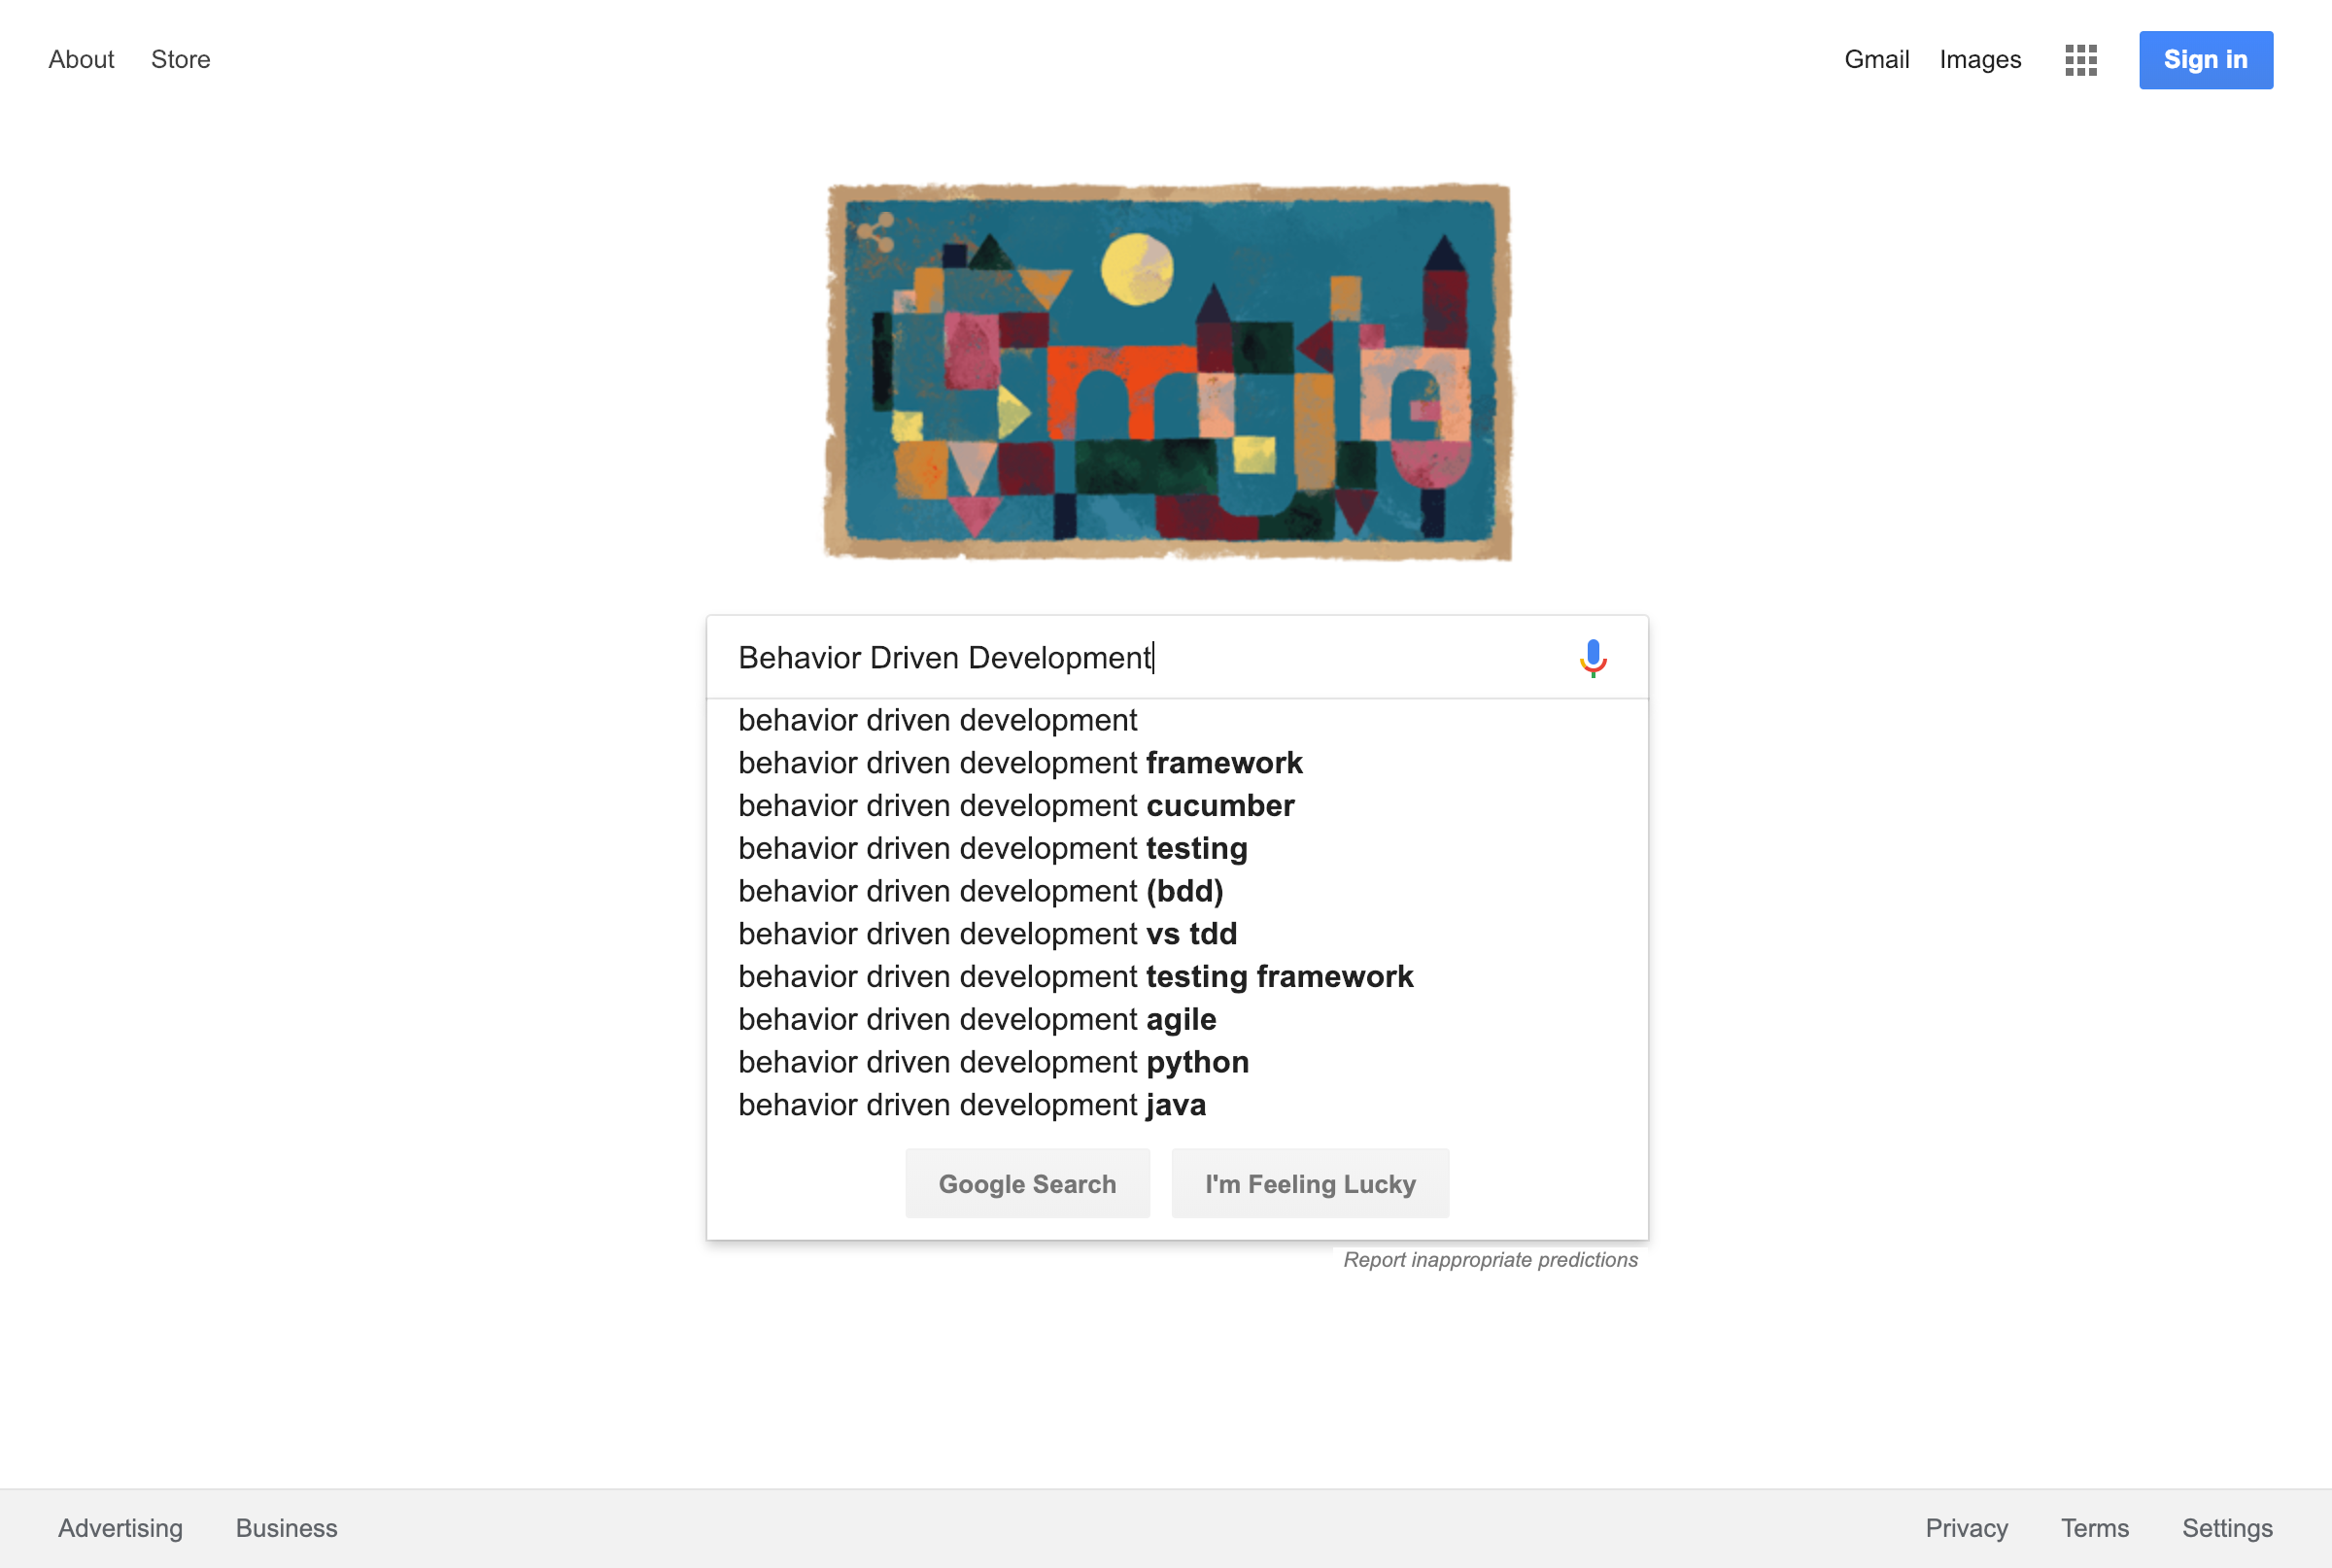 About Store Gmail Images Sign in
Behavior Driven Development
behavior driven development
behavior driven development framework
behavior driven development cucumber
behavior driven development testing
behavior driven development (bdd)
behavior driven development vs tdd
behavior driven development testing framework
behavior driven development agile
behavior driven development python
behavior driven development java
Google Search I'm Feeling Lucky
Report inappropriate predictions
Advertising Business Privacy Terms Settings